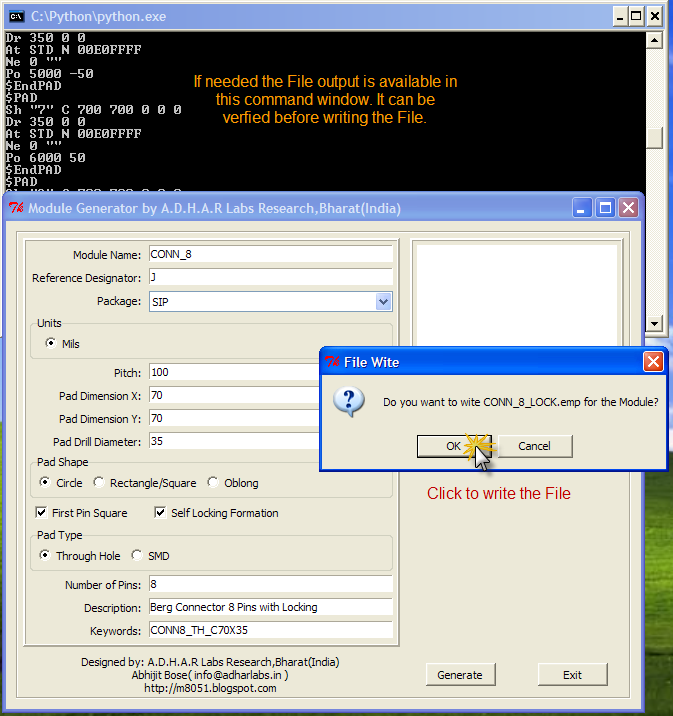 C:\Python\python.exe
Dr 350 0 0
At STD N 00E0FFFF
Ne 0 ""
Po 5000 -50
$EndPAD
$PAD
Sh "7" C 700 700 0 0 0
Dr 350 0 0
At STD N 00E0FFFF
Ne 0 ""
Po 6000 50
$EndPAD
$PAD
If needed the File output is available in
this command window. It can be
verfied before writing the File.
Module Generator by A.D.H.A.R Labs Research,Bharat(India)
Module Name: CONN_8
Reference Designator: J
Package: SIP
Units
Mils
Pitch: 100
Pad Dimension X: 70
Pad Dimension Y: 70
Pad Drill Diameter: 35
Pad Shape
Circle Rectangle/Square Oblong
First Pin Square Self Locking Formation
Pad Type
Through Hole SMD
Number of Pins: 8
Description: Berg Connector 8 Pins with Locking
Keywords: CONN8_TH_C70X35
File Wite
Do you want to wite CONN_8_LOCK.emp for the Module?
OK Cancel
Click to write the File
Designed by: A.D.H.A.R Labs Research,Bharat(India)
Abhijit Bose( info@adharlabs.in )
http://m8051.blogspot.com
Generate Exit